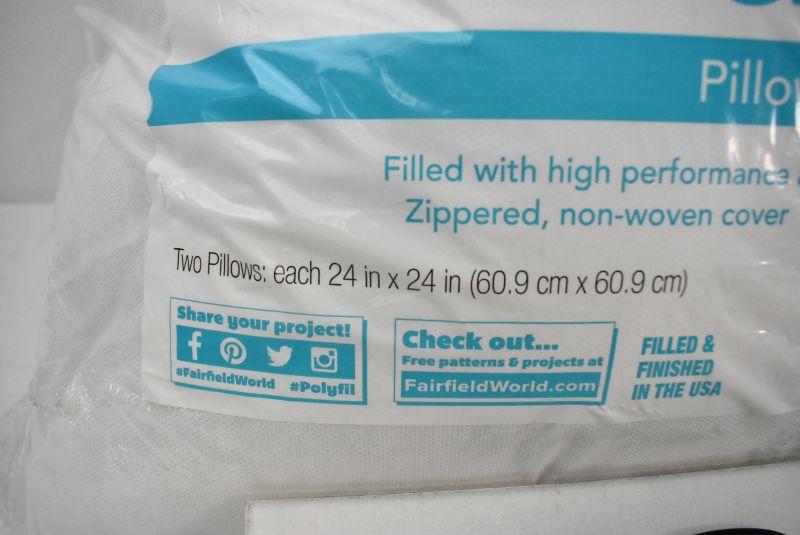 Filled with high performance
Zippered, non-woven cover
Two Pillows: each 24 in x 24 in (60.9 cm x 60.9 cm)
Share your project!
#FairfieldWorld #Polyfil
Check out...
Free patterns & projects at
FairfieldWorld.com
FILLED &
FINISHED
IN THE USA